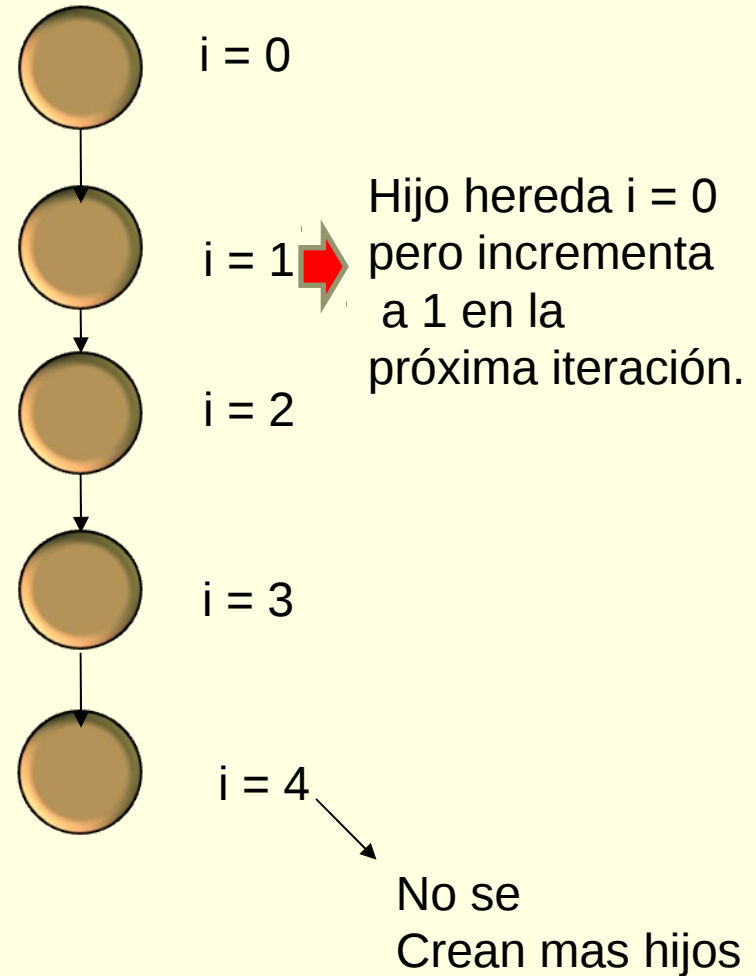 i = 0
i = 1
Hijo hereda i = 0
pero incrementa
a 1 en la
próxima iteración.
i = 2
i = 3
i = 4
No se
Crean mas hijos